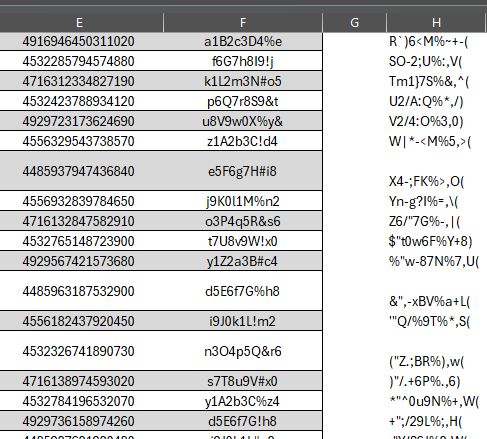 E F G H
4916946450311020 a1B2c3D4%e R`)6<M%~+-(
4532285794574880 f6G7h8I9!j SO-2;U%:,V(
4716312334827190 k1L2m3N#o5 Tm1}7S%&,^(
4532423788934120 p6Q7r8S9&t U2/A:Q%*,/)
4929723173624690 u8V9w0X%y& V2/4:O%3,0)
4556329543738570 z1A2b3C!d4 W|*-<M%5,>(
4485937947436840 e5F6g7H#i8 X4-;FK%>,O(
4556932839784650 j9K0l1M%n2 Yn-g?I%=,\(
4716132847582910 o3P4q5R&s6 Z6/"7G%-,|(
4532765148723900 t7U8v9W!x0 $"t0w6F%Y+8)
4929567421573680 y1Z2a3B#c4 %"w-87N%7,U(
4485963187532900 d5E6f7G%h8 &",-xBV%a+L(
4556182437920450 i9J0k1L!m2 '"Q/%9T%*,S(
4532326741890730 n3O4p5Q&r6 ("Z.;BR%),w(
4716138974593020 s7T8u9V#x0 )"/.+6P%.,6)
4532784196532070 y1A2b3C%z4 *"^0u9N%+,W(
4929736158974260 d5E6f7G!h8 +";/29L%;,H(